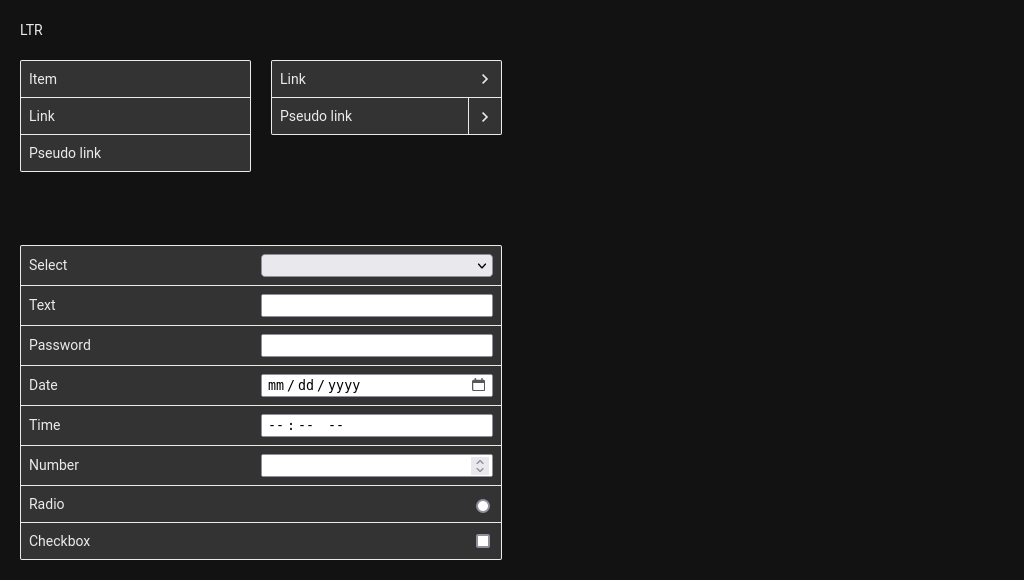 LTR
Item
Link
Pseudo link
Link
Pseudo link
Select
Text
Password
Date mm/dd/yyyy
Time --:-- --
Number
Radio
Checkbox